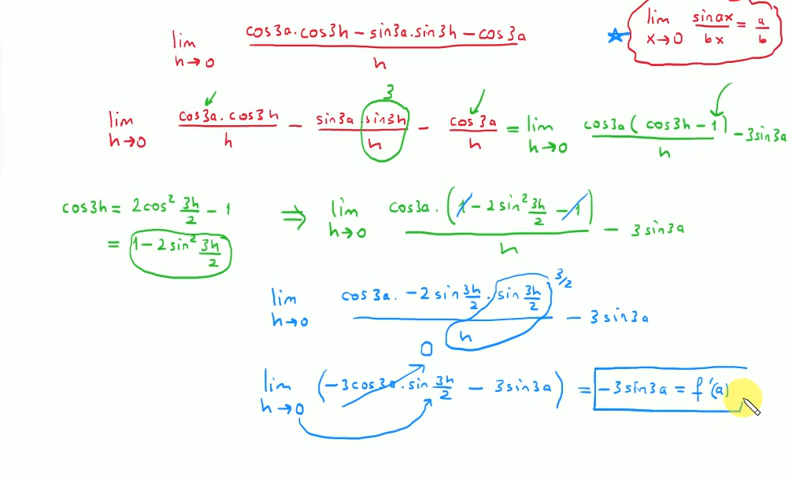 lim h→0 (cos3a·cos3h − sin3a·sin3h − cos3a)/h
★ lim x→0 sinax/bx = a/b
lim h→0 cos3a·cos3h/h − sin3a sin3h/h − cos3a/h = lim h→0 cos3a(cos3h − 1)/h − 3sin3a
3
cos3h = 2cos² 3h/2 − 1 ⇒ lim h→0 cos3a·(1 − 2sin² 3h/2 − 1)/h − 3sin3a
= 1 − 2sin² 3h/2
lim h→0 cos3a· −2sin 3h/2 · sin 3h/2 / h − 3sin3a
3/2
0
lim h→0 (−3cos3a·sin 3h/2 − 3sin3a) = −3sin3a = f'(a)